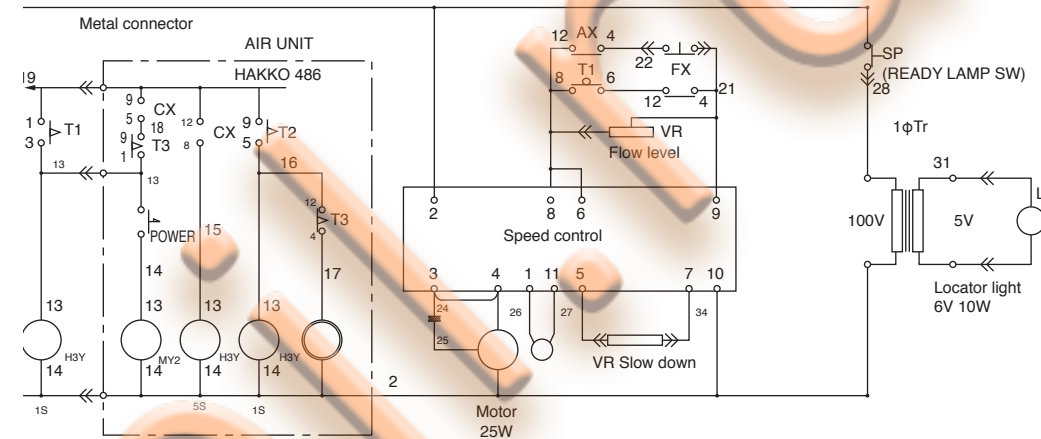 Metal connector
AIR UNIT
HAKKO 486
19
12 AX 4
22 FX
8 T1 6
12 4 21
SP
(READY LAMP SW)
28
1φTr
VR
Flow level
1 T1
3
9 CX
5 18
9 T3
1
12 CX
8
9 T2
5
16
13
13
12 T3
4
POWER
15
14
17
2 8 6 9
Speed control
3 4 1 11 5 7 10
24 26 27 34
25
VR Slow down
100V 5V
31
L
Locator light
6V 10W
13 13 13 13
H3Y MY2 H3Y H3Y
14 14 14 14
1S 5S 1S
2
Motor
25W